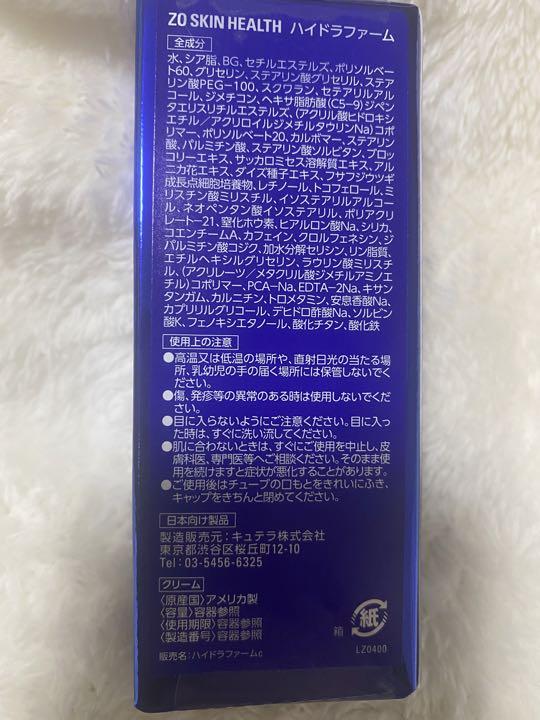 ZO SKIN HEALTH ハイドラファーム
全成分
水、シア脂、BG、セチルエステルズ、ポリソルベー
ト60、グリセリン、ステアリン酸グリセリル、ステア
リン酸PEG-100、スクワラン、セテアリルアル
コール、ジメチコン、ヘキサ脂肪酸(C5-9)ジペン
タエリスリチルエステルズ、(アクリル酸ヒドロキシ
エチル/アクリロイルジメチルタウリンNa)コポ
リマー、ポリソルベート20、カルボマー、ステアリン
酸、パルミチン酸、ステアリン酸ソルビタン、ブロッ
コリーエキス、サッカロミセス溶解質エキス、アル
ニカ花エキス、ダイズ種子エキス、フサフジウツギ
成長点細胞培養物、レチノール、トコフェロール、ミ
リスチン酸ミリスチル、イソステアリルアルコー
ル、ネオペンタン酸イソステアリル、ポリアクリ
レート-21、窒化ホウ素、ヒアルロン酸Na、シリカ、
コエンチームA、カフェイン、クロルフェネシン、ジ
パルミチン酸コジク、加水分解セリシン、リン脂質、
エチルヘキシルグリセリン、ラウリン酸ミリスチ
ル、(アクリレーツ/メタクリル酸ジメチルアミノエ
チル)コポリマー、PCA-Na、EDTA-2Na、キサン
タンガム、カルニチン、トロメタミン、安息香酸Na、
カプリリルグリコール、デヒドロ酢酸Na、ソルビン
酸K、フェノキシエタノール、酸化チタン、酸化鉄
使用上の注意
●高温又は低温の場所や、直射日光の当たる場
所、乳幼児の手の届く場所には保管しないでく
ださい。
●傷、発疹等の異常のある時は使用しないでくだ
さい。
●目に入らないようにご注意ください。目に入っ
た時は、すぐに洗い流してください。
●肌に合わないときは、すぐにご使用を中止し、皮
膚科医、専門医等へご相談ください。そのまま使
用を続けますと症状が悪化することがあります。
●ご使用後はチューブの口もとをきれいにふき、
キャップをきちんと閉めてください。
日本向け製品
製造販売元:キュテラ株式会社
東京都渋谷区桜丘町12-10
Tel:03-5456-6325
クリーム
〈原産国〉アメリカ製
〈容量〉容器参照
〈使用期限〉容器参照
〈製造番号〉容器参照
箱
紙
販売名:ハイドラファームc
LZ0400